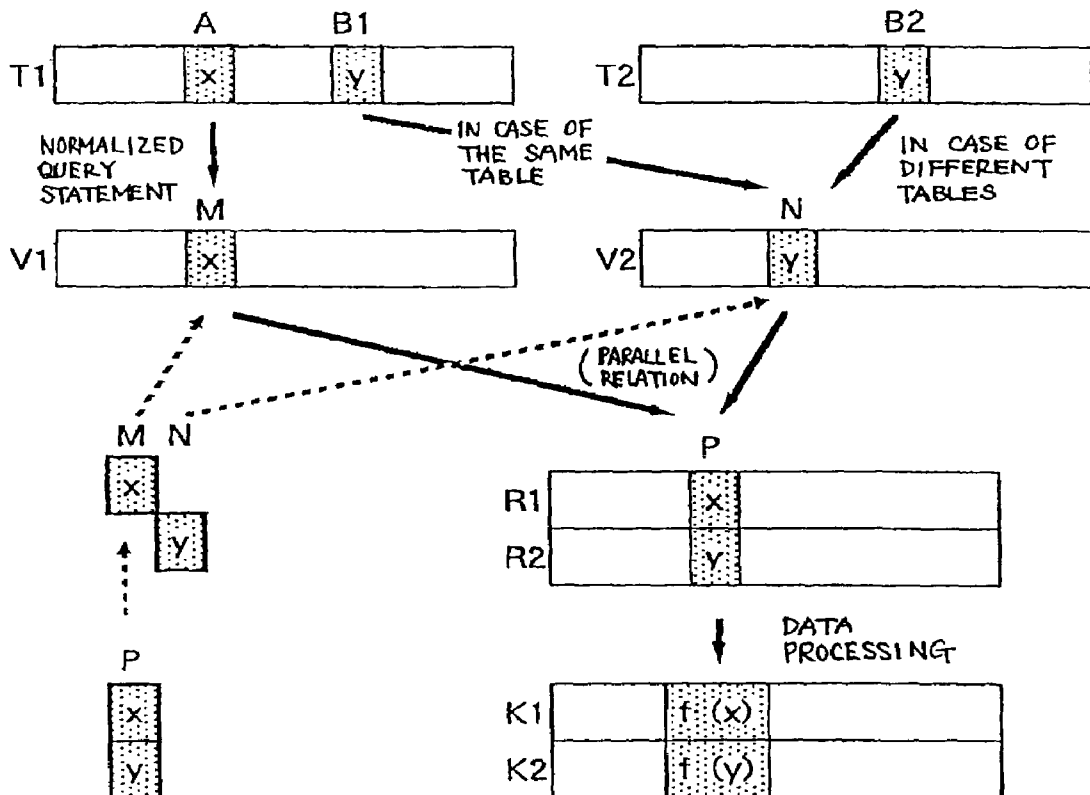 A B1 B2
T1 x y T2 y
NORMALIZED
QUERY
STATEMENT
IN CASE OF
THE SAME
TABLE
IN CASE OF
DIFFERENT
TABLES
M N
V1 x V2 y
(PARALLEL
RELATION)
M N
x
y
P
R1 x
R2 y
DATA
PROCESSING
P
x
y
K1 f (x)
K2 f (y)